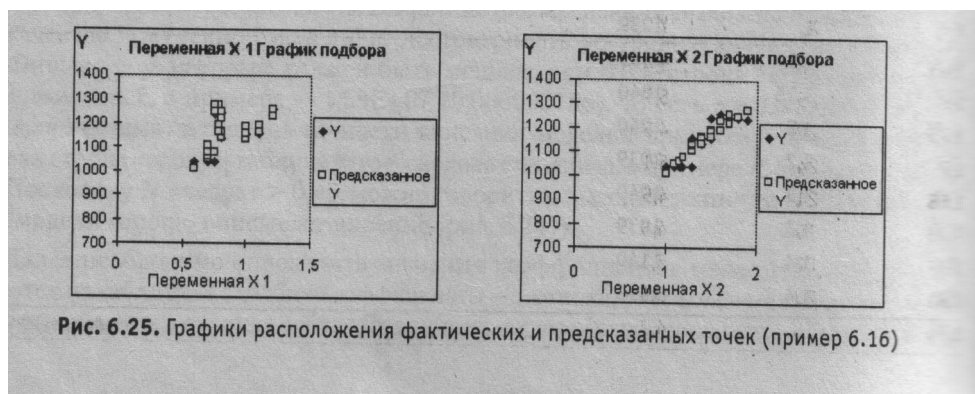 Y
Переменная X 1 График подбора
1400
1300
1200
1100
1000
900
800
700
0
0,5
1
1,5
Переменная X 1
Y
Предсказанное
Y
Y
Переменная X 2 График подбора
1400
1300
1200
1100
1000
900
800
700
0
1
2
Переменная X 2
Y
Предсказанное
Y
Рис. 6.25. Графики расположения фактических и предсказанных точек (пример 6.16)